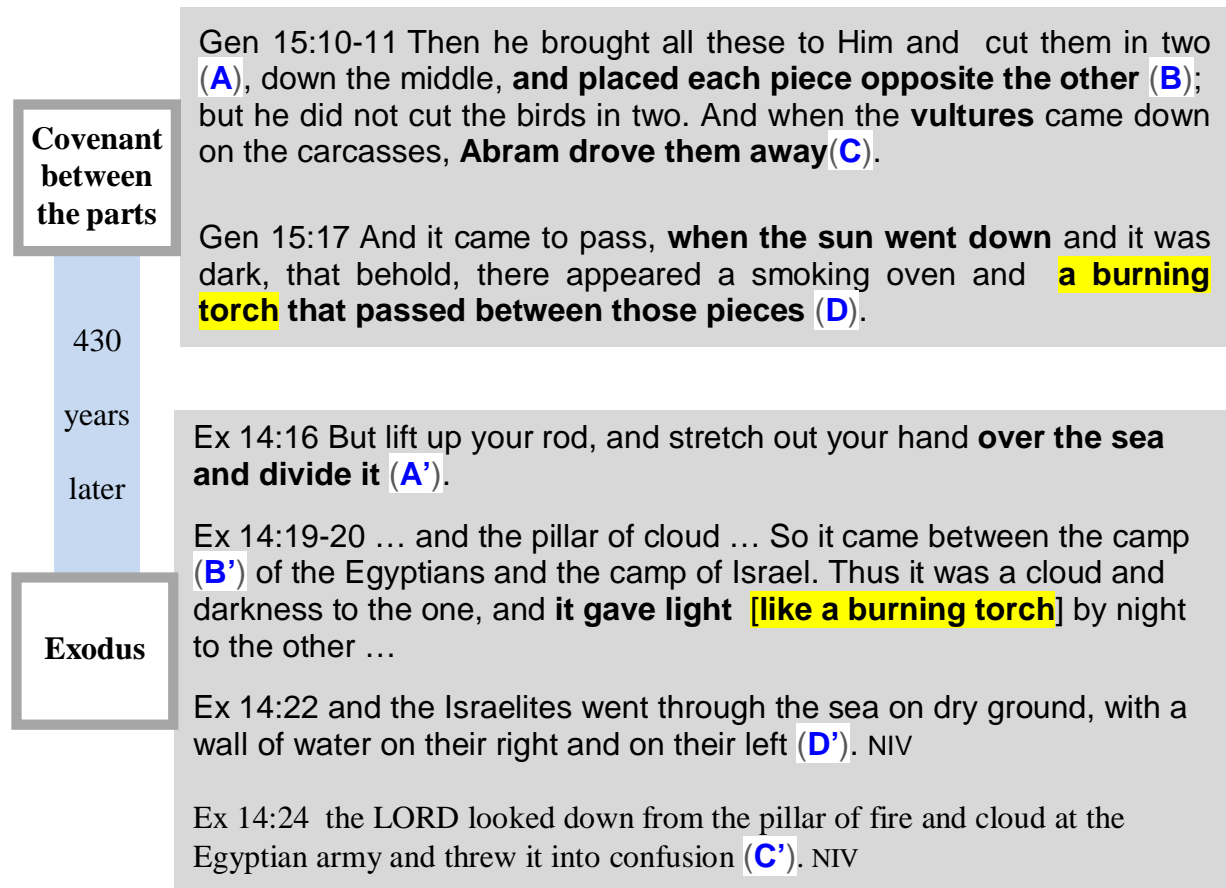 Gen 15:10-11 Then he brought all these to Him and cut them in two
(A), down the middle, and placed each piece opposite the other (B);
but he did not cut the birds in two. And when the vultures came down
on the carcasses, Abram drove them away(C).
Gen 15:17 And it came to pass, when the sun went down and it was
dark, that behold, there appeared a smoking oven and a burning
torch that passed between those pieces (D).
Covenant
between
the parts
430
years
later
Exodus
Ex 14:16 But lift up your rod, and stretch out your hand over the sea
and divide it (A’).
Ex 14:19-20 … and the pillar of cloud … So it came between the camp
(B’) of the Egyptians and the camp of Israel. Thus it was a cloud and
darkness to the one, and it gave light [like a burning torch] by night
to the other …
Ex 14:22 and the Israelites went through the sea on dry ground, with a
wall of water on their right and on their left (D’). NIV
Ex 14:24 the LORD looked down from the pillar of fire and cloud at the
Egyptian army and threw it into confusion (C’). NIV